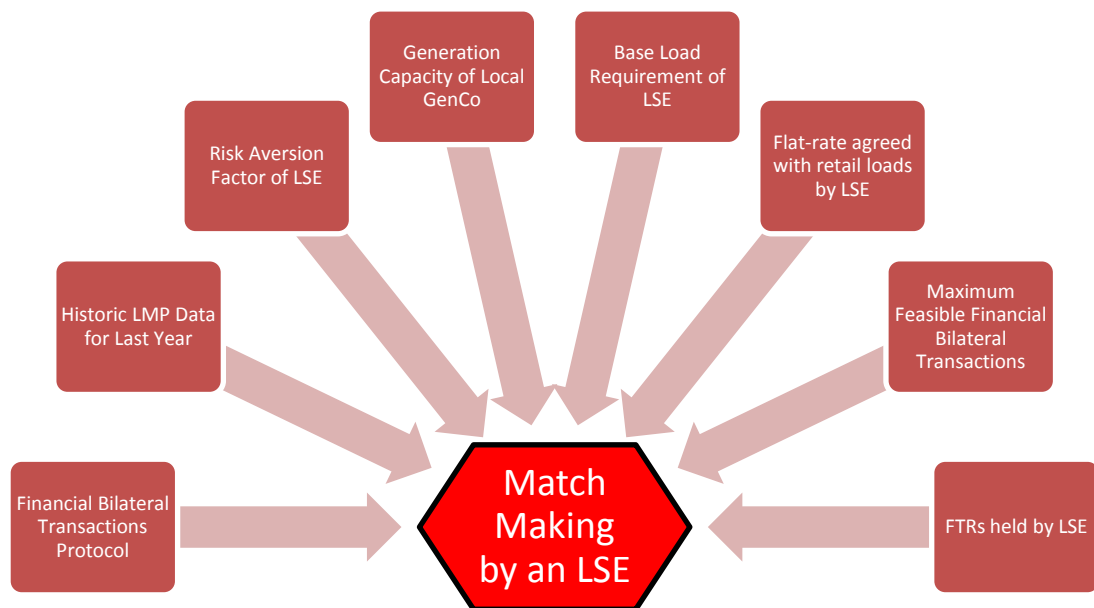 Generation
Capacity of Local
GenCo
Base Load
Requirement of
LSE
Risk Aversion
Factor of LSE
Flat-rate agreed
with retail loads
by LSE
Historic LMP Data
for Last Year
Maximum
Feasible Financial
Bilateral
Transactions
Financial Bilateral
Transactions
Protocol
Match
Making
by an LSE
FTRs held by LSE